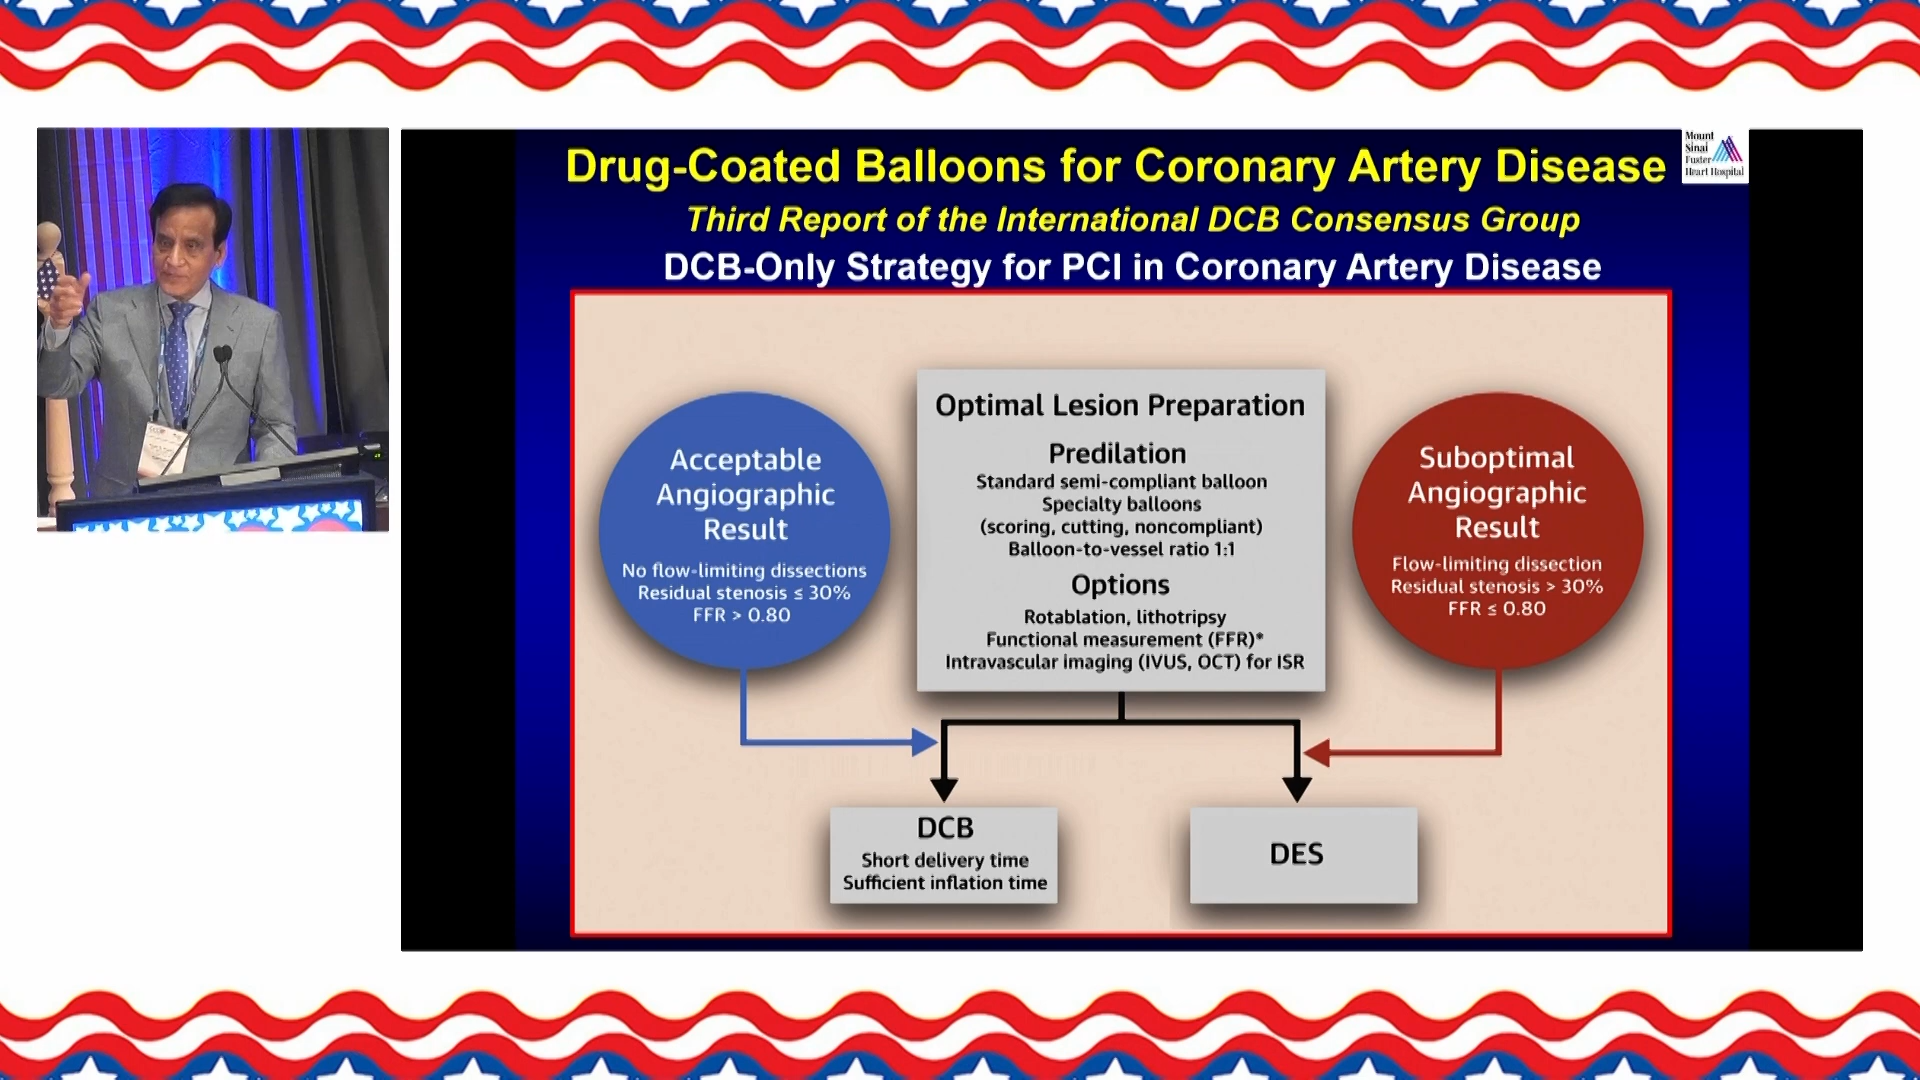 Drug-Coated Balloons for Coronary Artery Disease
Mount
Sinai
Fuster
Heart Hospital
Third Report of the International DCB Consensus Group
DCB-Only Strategy for PCI in Coronary Artery Disease
Acceptable
Angiographic
Result
No flow-limiting dissections
Residual stenosis ≤ 30%
FFR > 0.80
Optimal Lesion Preparation
Predilation
Standard semi-compliant balloon
Specialty balloons
(scoring, cutting, noncompliant)
Balloon-to-vessel ratio 1:1
Options
Rotablation, lithotripsy
Functional measurement (FFR)*
Intravascular imaging (IVUS, OCT) for ISR
Suboptimal
Angiographic
Result
Flow-limiting dissection
Residual stenosis > 30%
FFR ≤ 0.80
DCB
Short delivery time
Sufficient inflation time
DES